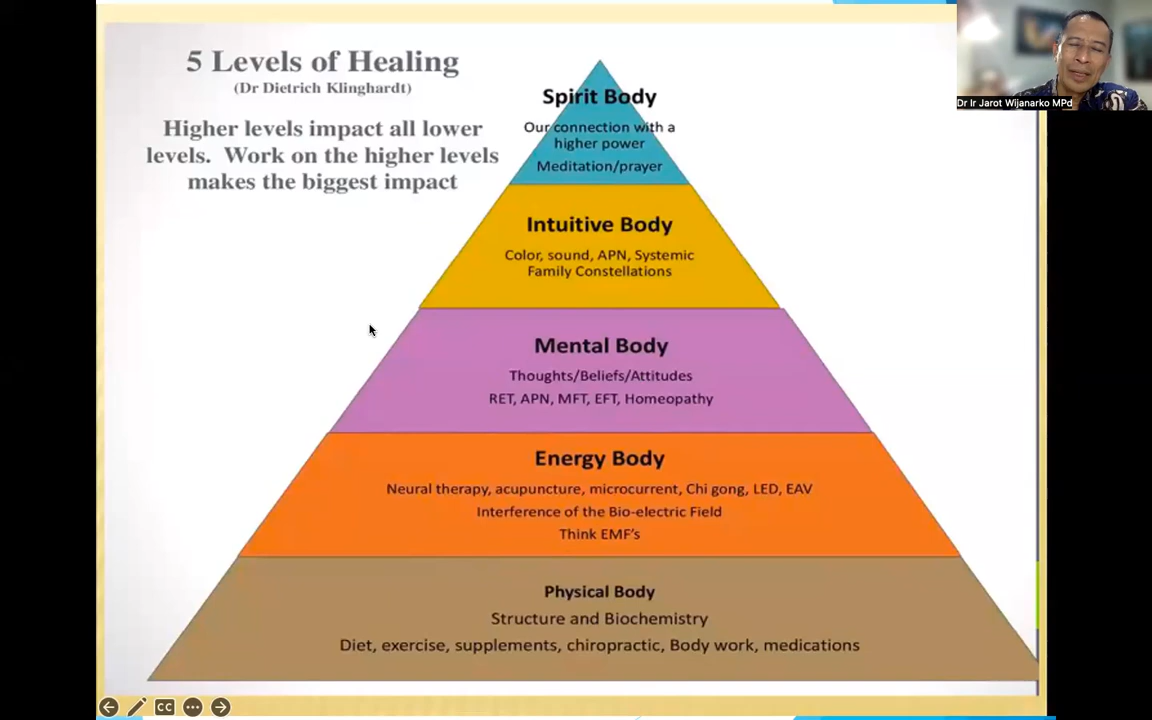 5 Levels of Healing
(Dr Dietrich Klinghardt)
Higher levels impact all lower
levels. Work on the higher levels
makes the biggest impact
Spirit Body
Our connection with a
higher power
Meditation/prayer
Intuitive Body
Color, sound, APN, Systemic
Family Constellations
Mental Body
Thoughts/Beliefs/Attitudes
RET, APN, MFT, EFT, Homeopathy
Energy Body
Neural therapy, acupuncture, microcurrent, Chi gong, LED, EAV
Interference of the Bio-electric Field
Think EMF's
Physical Body
Structure and Biochemistry
Diet, exercise, supplements, chiropractic, Body work, medications
Dr Ir Jarot Wijanarko MPd
CC